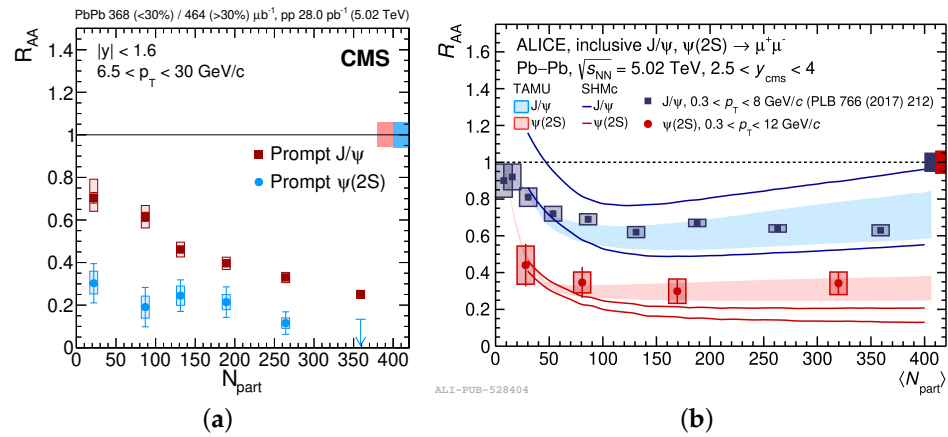 PbPb 368 (<30%) / 464 (>30%) μb⁻¹, pp 28.0 pb⁻¹ (5.02 TeV)
R_AA
1.4
1.2
1
0.8
0.6
0.4
0.2
0
|y| < 1.6
6.5 < p_T < 30 GeV/c
CMS
Prompt J/ψ
Prompt ψ(2S)
0 50 100 150 200 250 300 350 400
N_part
(a)
R_AA
1.6
1.4
1.2
1
0.8
0.6
0.4
0.2
0
ALICE, inclusive J/ψ, ψ(2S) → μ⁺μ⁻
Pb−Pb, √s_NN = 5.02 TeV, 2.5 < y_cms < 4
TAMU SHMc
J/ψ J/ψ J/ψ, 0.3 < p_T < 8 GeV/c (PLB 766 (2017) 212)
ψ(2S) ψ(2S) ψ(2S), 0.3 < p_T < 12 GeV/c
0 50 100 150 200 250 300 350 400
⟨N_part⟩
ALI-PUB-528404
(b)